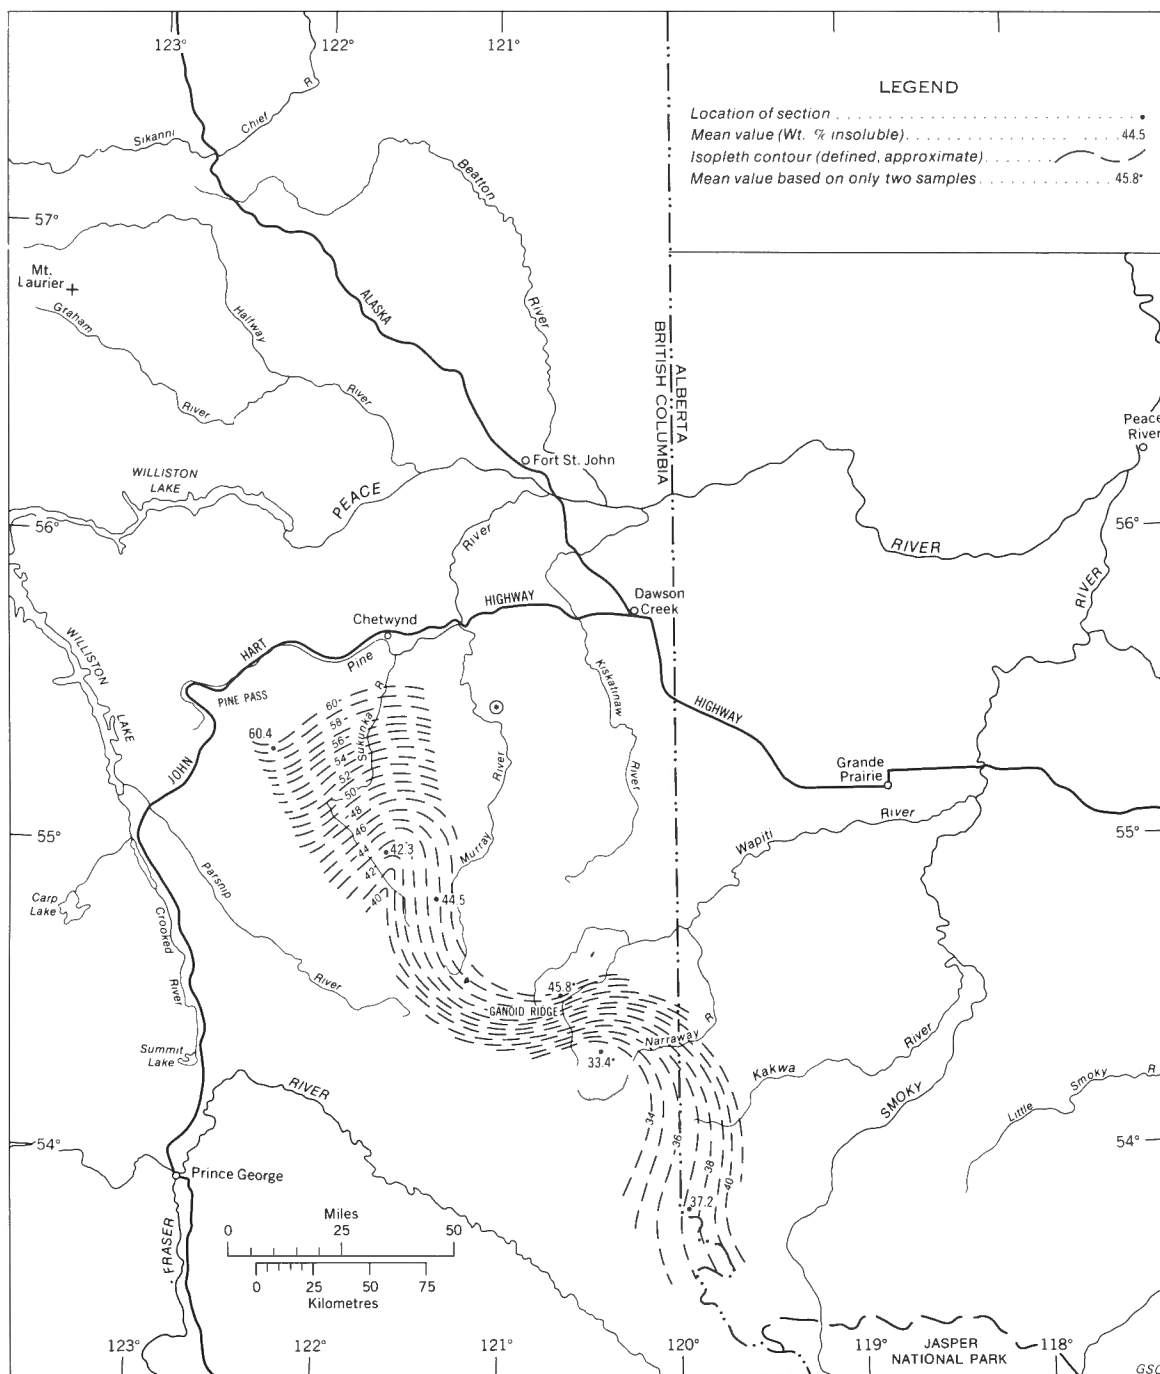 123°
122°
121°
LEGEND
Location of section
Mean value (Wt. % insoluble) 44.5
Isopleth contour (defined, approximate)
Mean value based on only two samples 45.8*
Sikanni
Chief
R
Beatton
River
57°
Mt.
Laurier
Graham
River
Halfway
River
ALASKA
BRITISH COLUMBIA
ALBERTA
Peace
River
Fort St. John
WILLISTON
LAKE
PEACE
RIVER
56°
56°
River
RIVER
Dawson
Creek
HIGHWAY
Chetwynd
HART
Pine
PINE PASS
WILLISTON
LAKE
JOHN
Sukunka
R
Kiskatinaw
River
HIGHWAY
60
58
56
54
52
50
48
46
44
42
40
60.4
42.3
44.5
Murray
River
Grande
Prairie
Wapiti
River
55°
55°
Carp
Lake
Parsnip
River
Crooked
River
Summit
Lake
45.8*
GANOID RIDGE
33.4*
Narraway
R
Kakwa
River
SMOKY
Little
Smoky
R
34
36
38
40
37.2
54°
54°
RIVER
Prince George
FRASER
Miles
0 25 50
0 25 50 75
Kilometres
123°
122°
121°
120°
119°
118°
JASPER
NATIONAL PARK
GSC